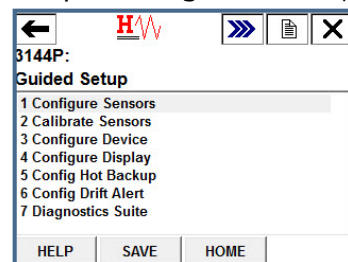 H
3144P:
Guided Setup
1 Configure Sensors
2 Calibrate Sensors
3 Configure Device
4 Configure Display
5 Config Hot Backup
6 Config Drift Alert
7 Diagnostics Suite
HELP SAVE HOME